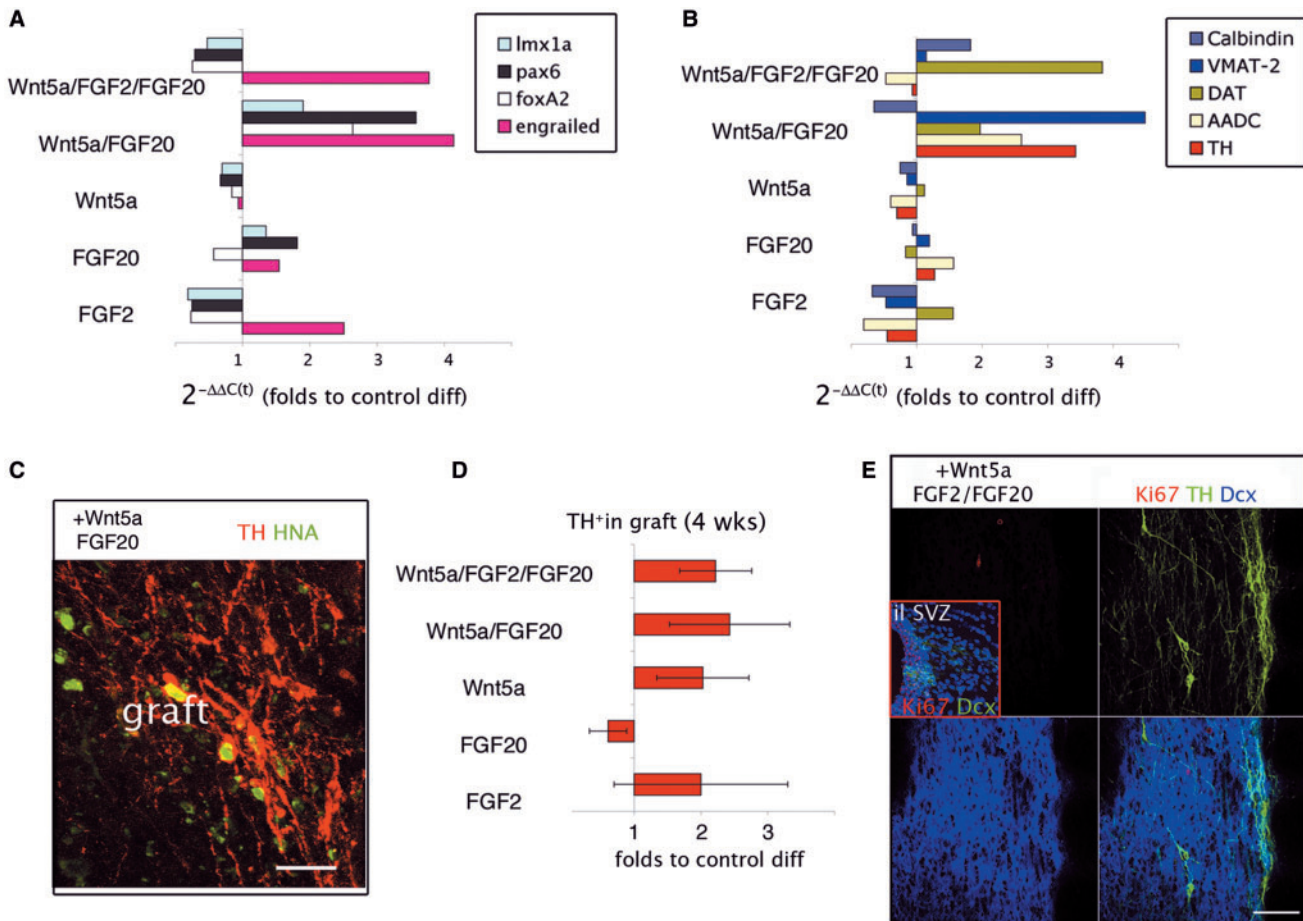 A
lmx1a
pax6
foxA2
engrailed
Wnt5a/FGF2/FGF20
Wnt5a/FGF20
Wnt5a
FGF20
FGF2
1 2 3 4
2^-ΔΔC(t) (folds to control diff)
B
Calbindin
VMAT-2
DAT
AADC
TH
Wnt5a/FGF2/FGF20
Wnt5a/FGF20
Wnt5a
FGF20
FGF2
1 2 3 4
2^-ΔΔC(t) (folds to control diff)
C
+Wnt5a
FGF20
TH HNA
graft
D
TH+in graft (4 wks)
Wnt5a/FGF2/FGF20
Wnt5a/FGF20
Wnt5a
FGF20
FGF2
1 2 3
folds to control diff
E
+Wnt5a
FGF2/FGF20
Ki67 TH Dcx
il SVZ
Ki67 Dcx